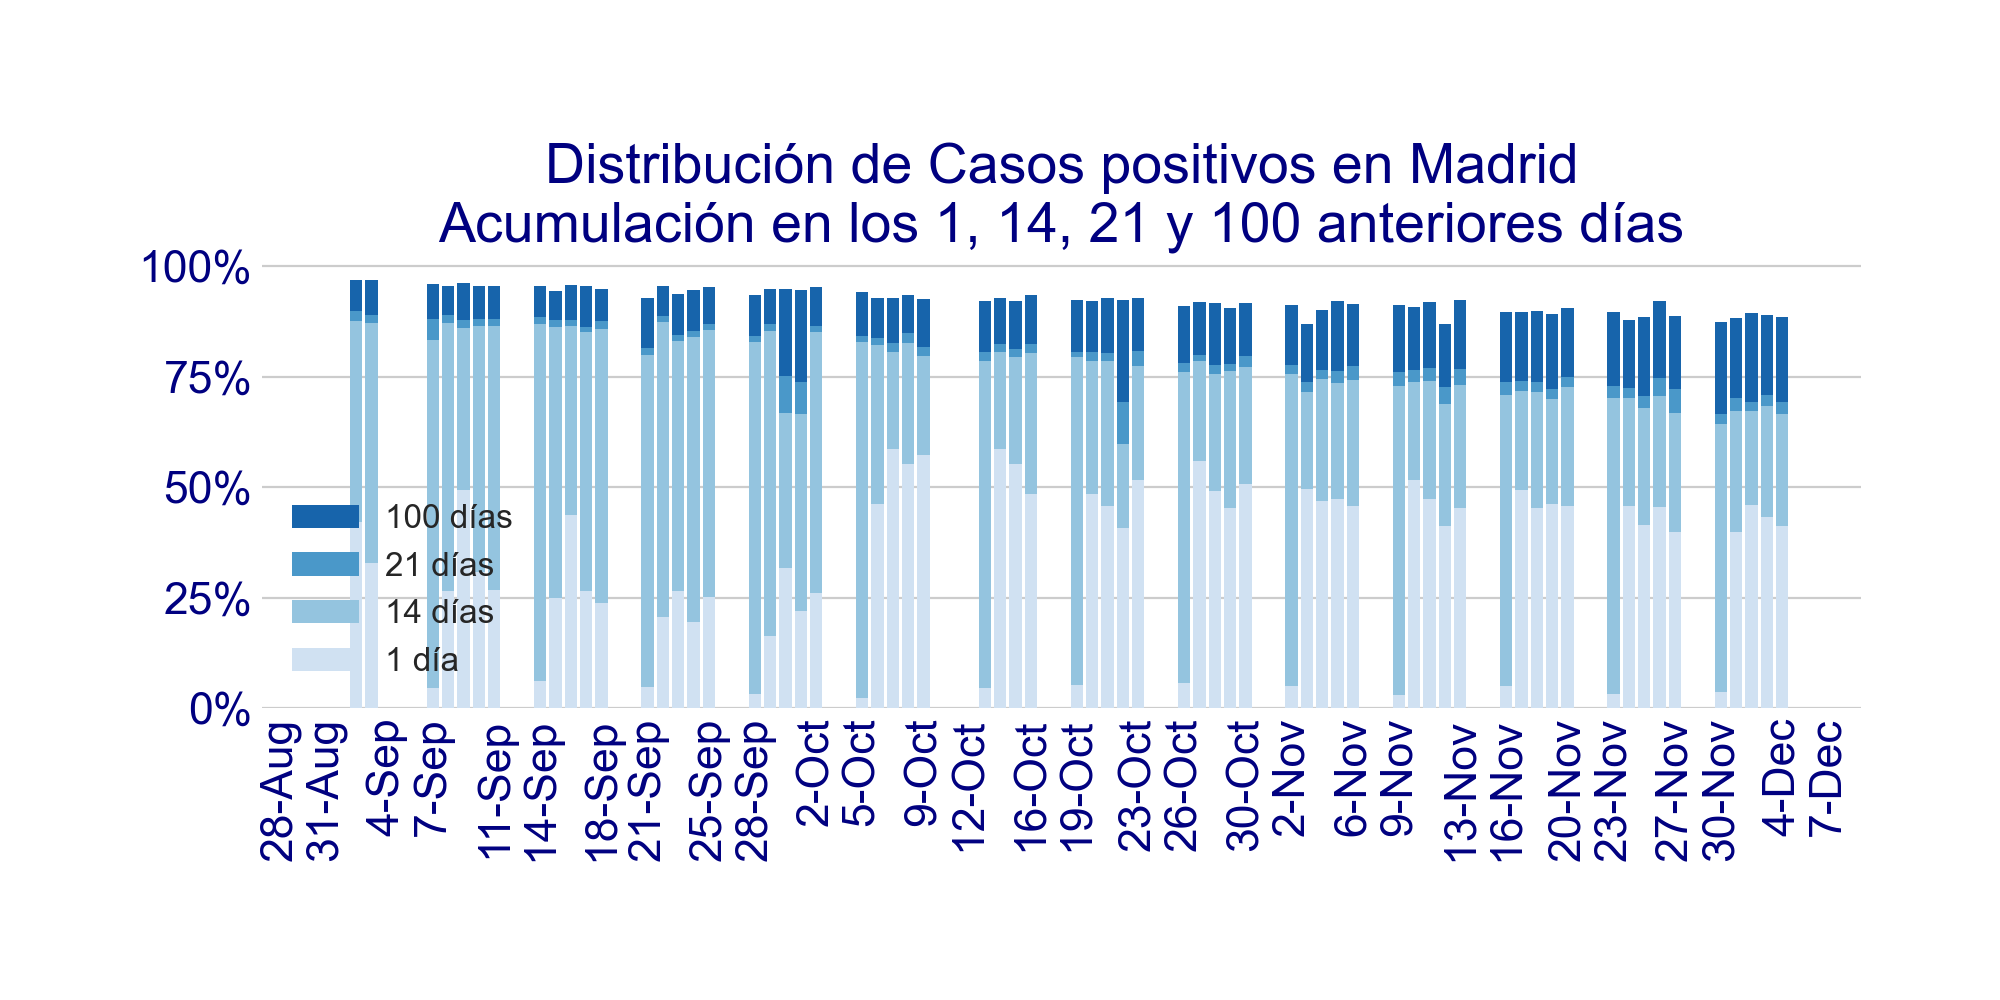 Distribución de Casos positivos en Madrid
Acumulación en los 1, 14, 21 y 100 anteriores días
100%
75%
50%
25%
0%
100 días
21 días
14 días
1 día
28-Aug
31-Aug
4-Sep
7-Sep
11-Sep
14-Sep
18-Sep
21-Sep
25-Sep
28-Sep
2-Oct
5-Oct
9-Oct
12-Oct
16-Oct
19-Oct
23-Oct
26-Oct
30-Oct
2-Nov
6-Nov
9-Nov
13-Nov
16-Nov
20-Nov
23-Nov
27-Nov
30-Nov
4-Dec
7-Dec